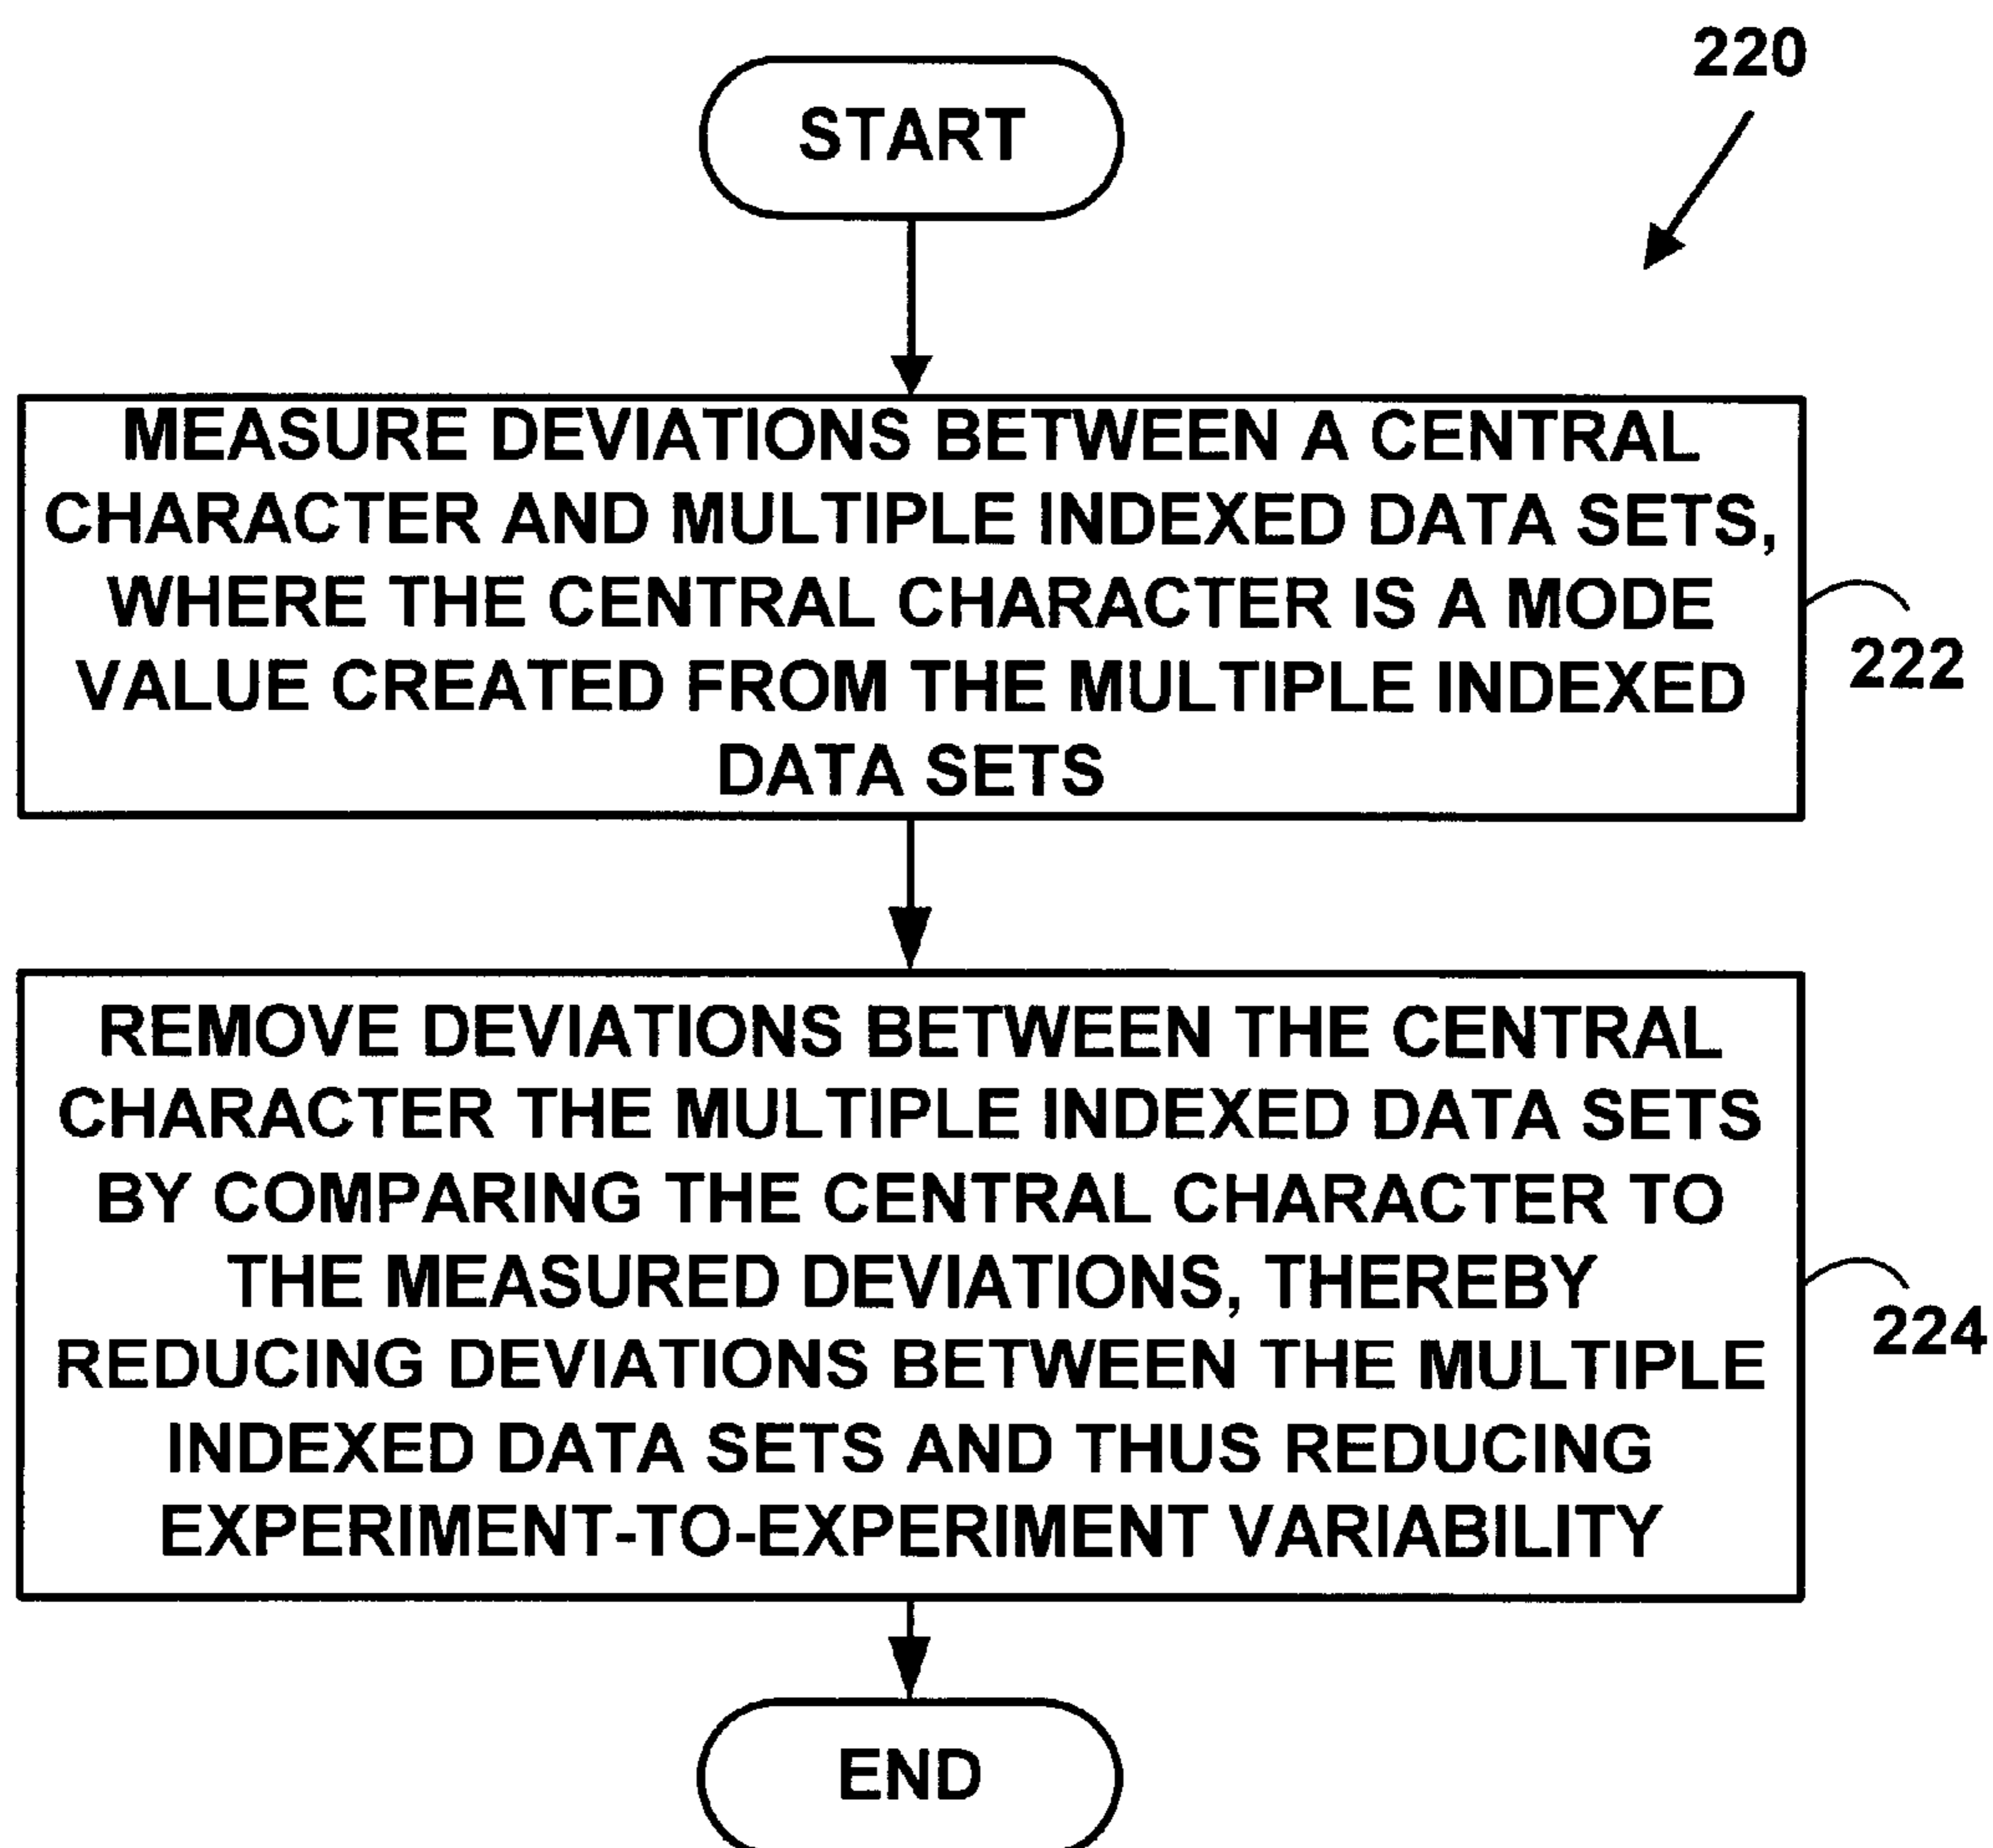 220
START
MEASURE DEVIATIONS BETWEEN A CENTRAL
CHARACTER AND MULTIPLE INDEXED DATA SETS,
WHERE THE CENTRAL CHARACTER IS A MODE
VALUE CREATED FROM THE MULTIPLE INDEXED
DATA SETS
222
REMOVE DEVIATIONS BETWEEN THE CENTRAL
CHARACTER THE MULTIPLE INDEXED DATA SETS
BY COMPARING THE CENTRAL CHARACTER TO
THE MEASURED DEVIATIONS, THEREBY
REDUCING DEVIATIONS BETWEEN THE MULTIPLE
INDEXED DATA SETS AND THUS REDUCING
EXPERIMENT-TO-EXPERIMENT VARIABILITY
224
END